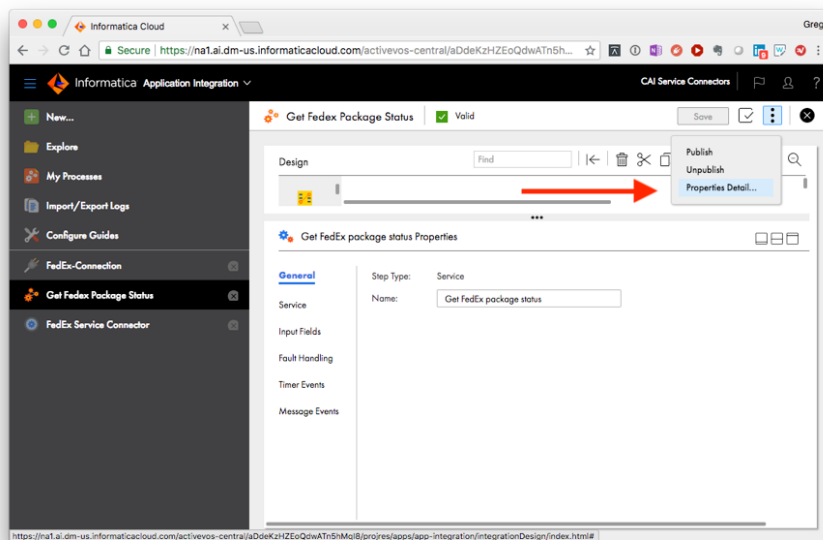 Informatica Cloud
Greg
Secure https://na1.ai.dm-us.informaticacloud.com/activevos-central/aDdeKzHZEoQdwATn5h...
Informatica Application Integration
CAI Service Connectors
?
New...
Get Fedex Package Status
Valid
Save
Explore
My Processes
Import/Export Logs
Configure Guides
FedEx-Connection
Get Fedex Package Status
FedEx Service Connector
Design
Find
Publish
Unpublish
Properties Detail...
Get FedEx package status Properties
General
Service
Input Fields
Fault Handling
Timer Events
Message Events
Step Type: Service
Name: Get FedEx package status
https://na1.ai.dm-us.informaticacloud.com/activevos-central/aDdeKzHZEoQdwATn5hMgl8/projres/apps/app-integration/integrationDesign/index.html#